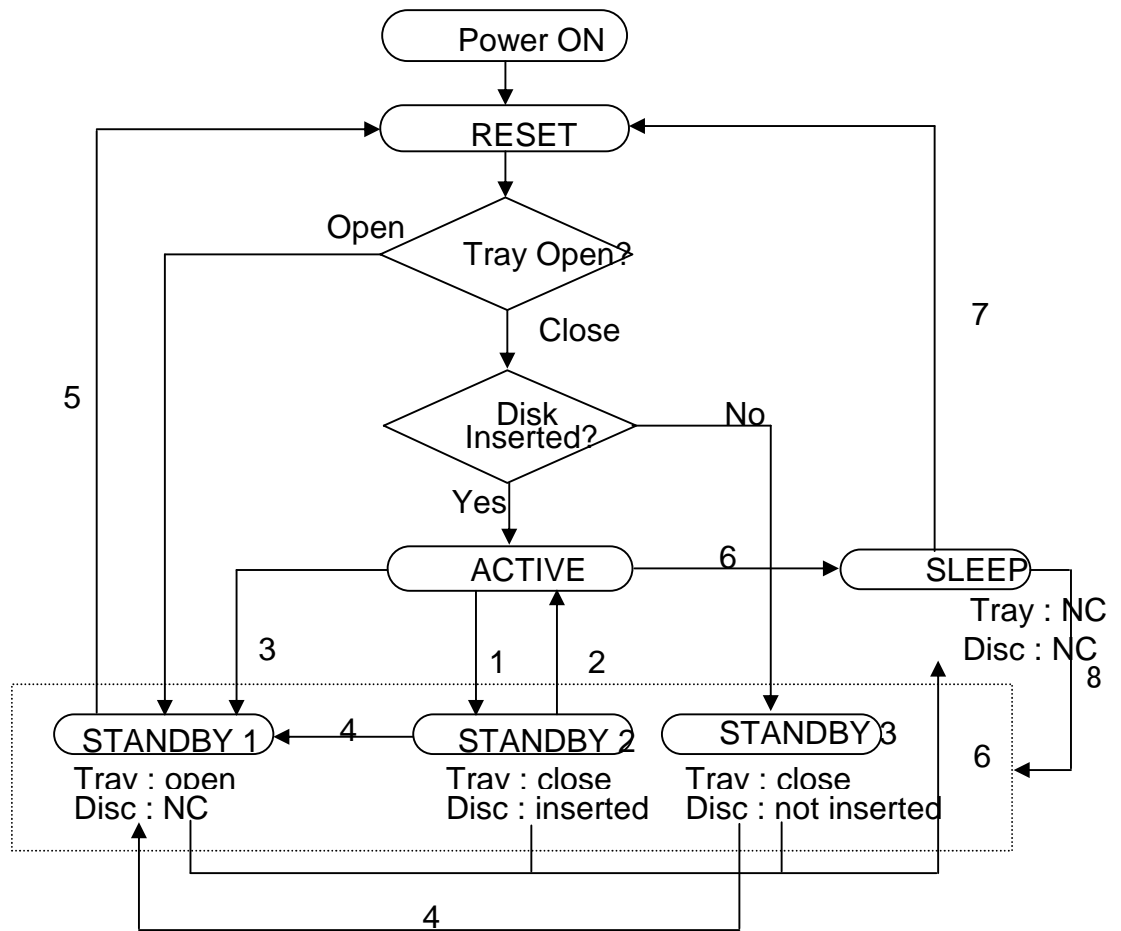 Power ON
RESET
Open
Tray Open?
Close
7
5
Disk
Inserted?
No
Yes
ACTIVE
6
SLEEP
Tray : NC
Disc : NC
8
3
1
2
STANDBY 1
4
STANDBY 2
STANDBY 3
6
Tray : open
Disc : NC
Tray : close
Disc : inserted
Tray : close
Disc : not inserted
4